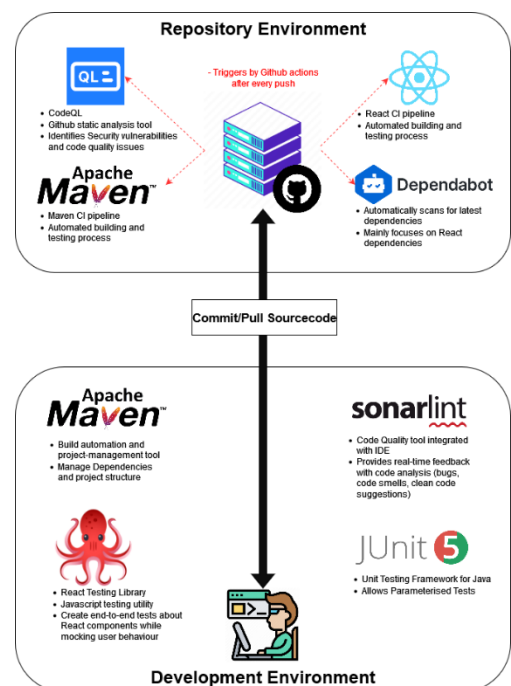 Repository Environment
QL
- Triggers by Github actions
after every push
CodeQL
Github static analysis tool
Identifies Security vulnerabilities
and code quality issues
React CI pipeline
Automated building and
testing process
Apache
Maven™
Maven CI pipeline
Automated building and
testing process
Dependabot
Automatically scans for latest
dependencies
Mainly focuses on React
dependencies
Commit/Pull Sourcecode
Apache
Maven™
Build automation and
project-management tool
Manage Dependencies
and project structure
sonarlint
Code Quality tool integrated
with IDE
Provides real-time feedback
with code analysis (bugs,
code smells, clean code
suggestions)
React Testing Library
Javascript testing utility
Create end-to-end tests about
React components while
mocking user behaviour
JUnit 5
Unit Testing Framework for Java
Allows Parameterised Tests
Development Environment